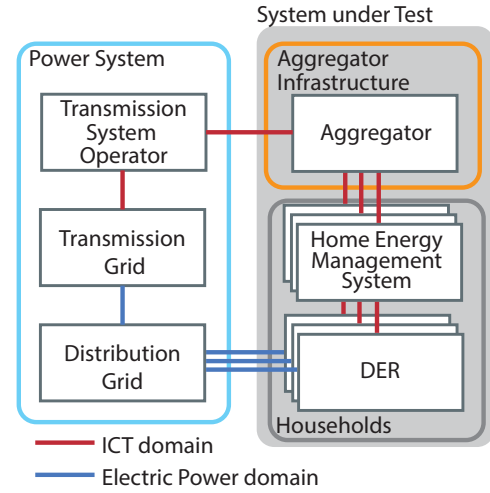 System under Test
Power System
Transmission
System
Operator
Transmission
Grid
Distribution
Grid
Aggregator
Infrastructure
Aggregator
Home Energy
Management
System
DER
Households
ICT domain
Electric Power domain